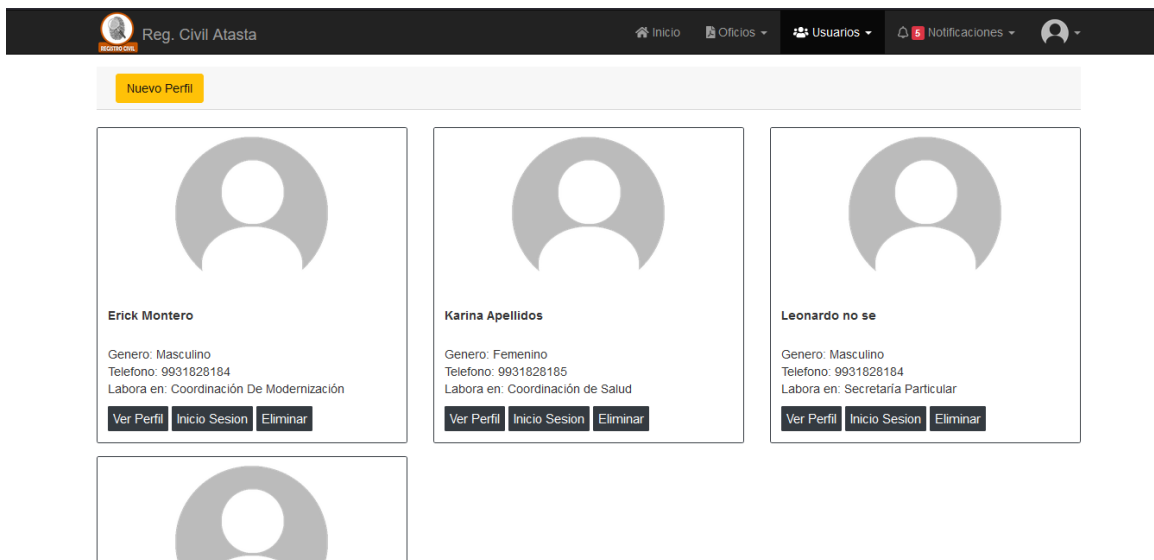 REGISTRO CIVIL
Reg. Civil Atasta
Inicio
Oficios
Usuarios
5 Notificaciones
Nuevo Perfil
Erick Montero
Genero: Masculino
Telefono: 9931828184
Labora en: Coordinación De Modernización
Ver Perfil Inicio Sesion Eliminar
Karina Apellidos
Genero: Femenino
Telefono: 9931828185
Labora en: Coordinación de Salud
Ver Perfil Inicio Sesion Eliminar
Leonardo no se
Genero: Masculino
Telefono: 9931828184
Labora en: Secretaría Particular
Ver Perfil Inicio Sesion Eliminar